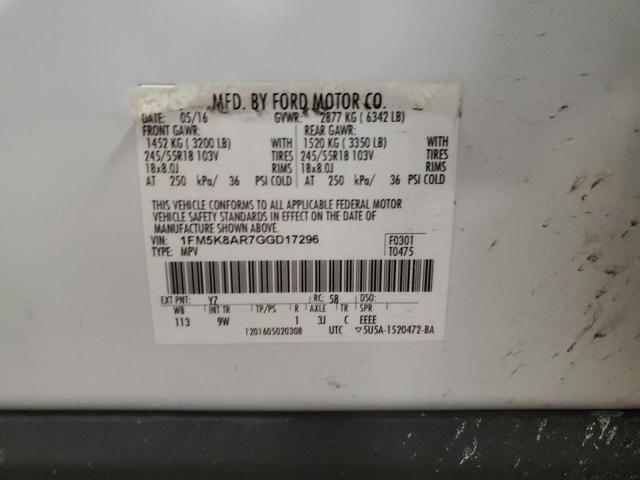 MFD. BY FORD MOTOR CO.
DATE: 05/16 GVWR: 2877 KG ( 6342 LB)
FRONT GAWR: REAR GAWR:
1452 KG ( 3200 LB) WITH 1520 KG ( 3350 LB) WITH
245/55R18 103V TIRES 245/55R18 103V TIRES
18x8.0J RIMS 18x8.0J RIMS
AT 250 kPa/ 36 PSI COLD AT 250 kPa/ 36 PSI COLD
THIS VEHICLE CONFORMS TO ALL APPLICABLE FEDERAL MOTOR
VEHICLE SAFETY STANDARDS IN EFFECT ON THE DATE OF
MANUFACTURE SHOWN ABOVE.
VIN: 1FM5K8AR7GGD17296 F0301
TYPE: MPV T0475
EXT PNT: YZ RC: 58 DSO:
WB INT TR TP/PS R AXLE TR SPR
113 9W 1 3J C EEEE
1201605020308 UTC ▽5U5A-1520472-BA